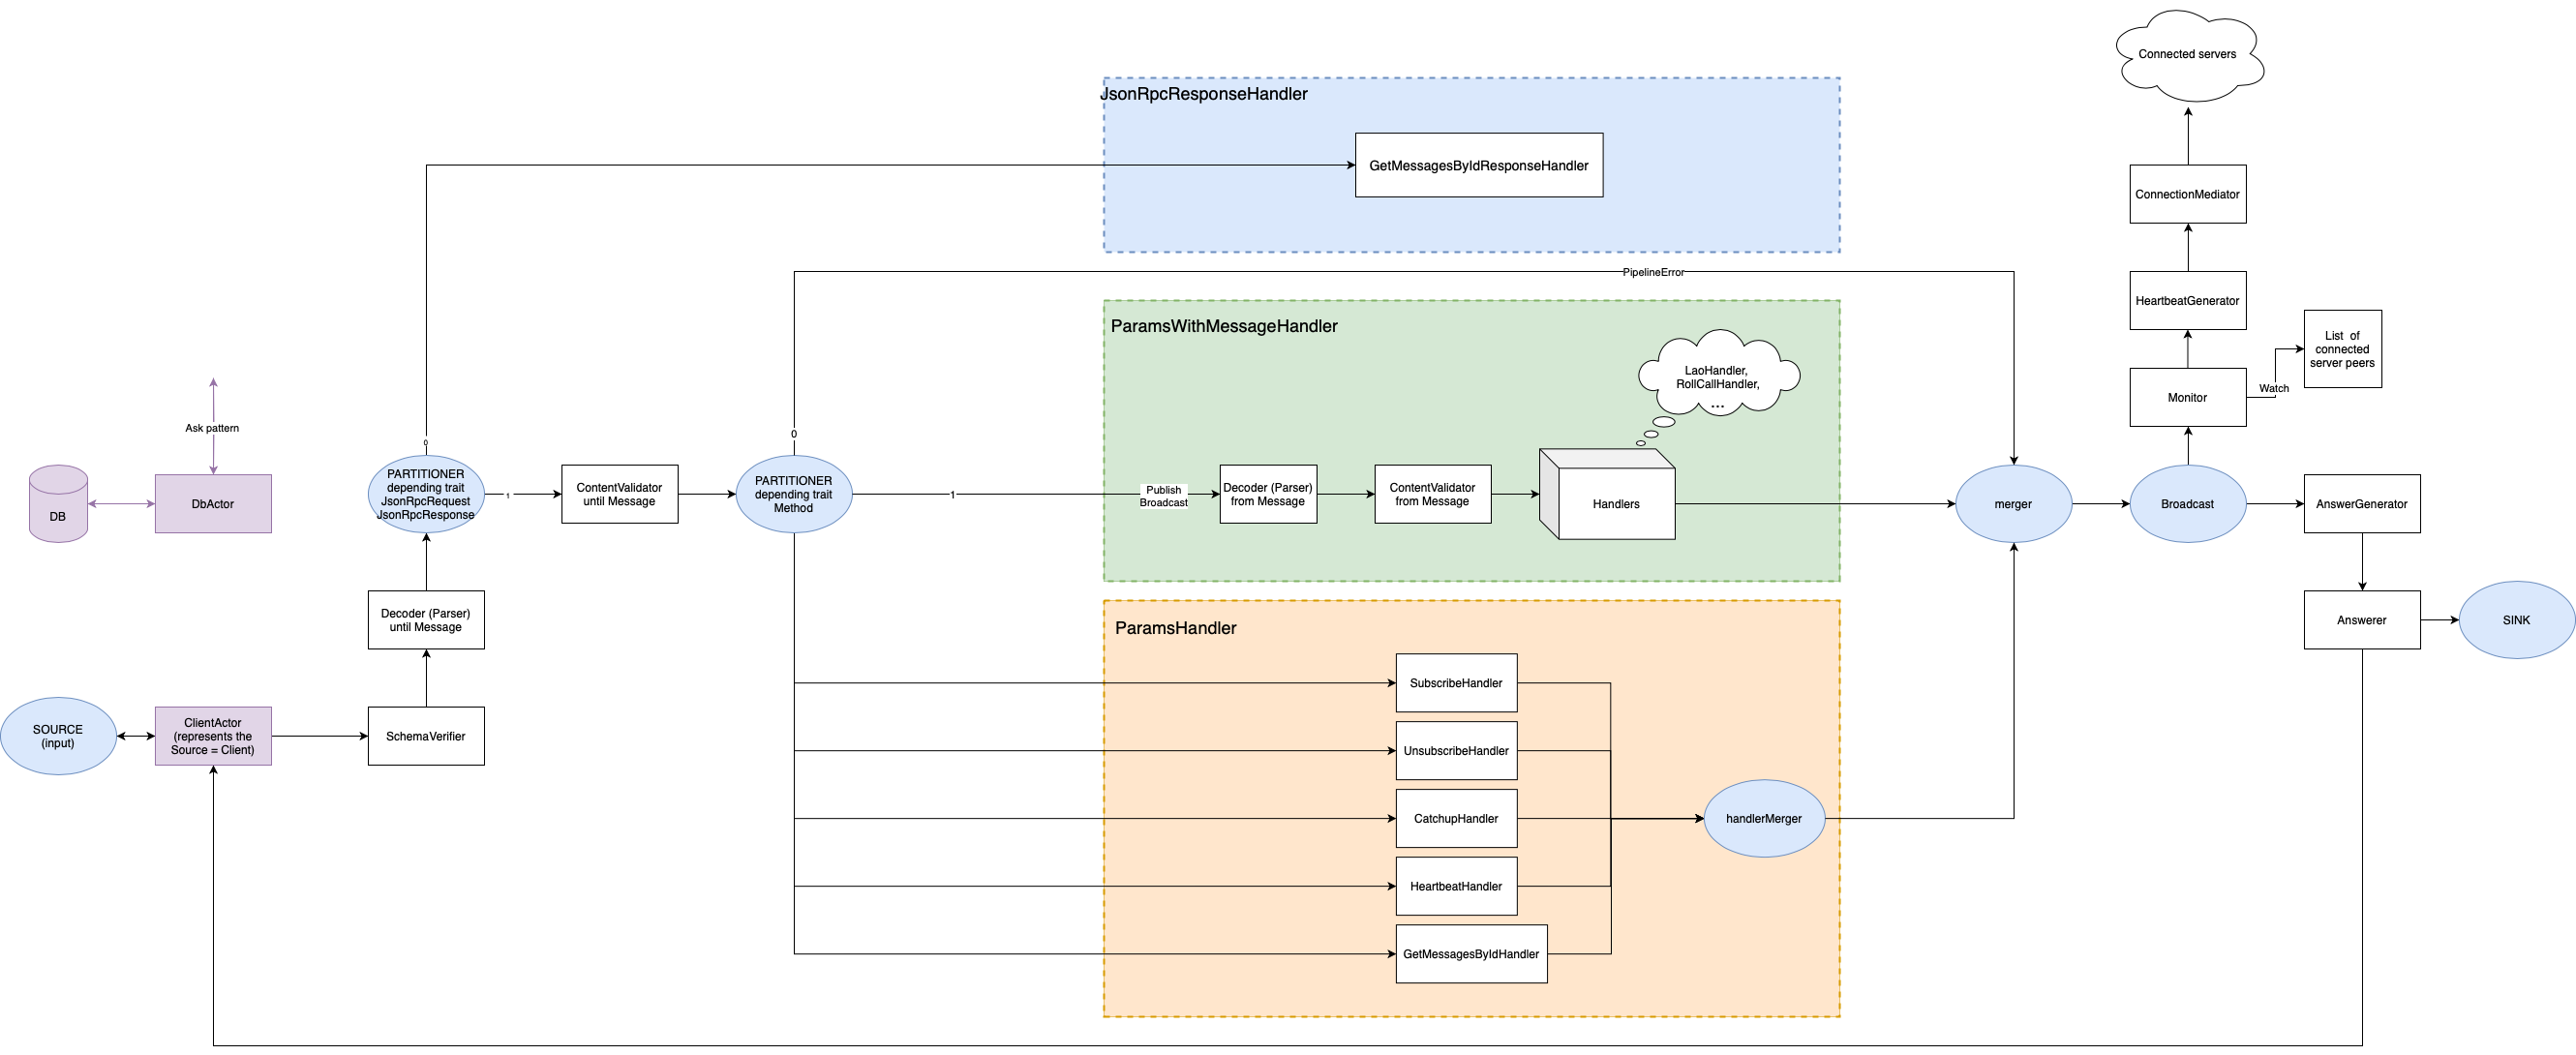 Connected servers
JsonRpcResponseHandler
GetMessagesByIdResponseHandler
ConnectionMediator
PipelineError
HeartbeatGenerator
ParamsWithMessageHandler
List  of
connected
server peers
LaoHandler,
RollCallHandler,
...
Watch
Monitor
Ask pattern
0
0
DB
DbActor
PARTITIONER
depending trait
JsonRpcRequest
JsonRpcResponse
1
ContentValidator
until Message
PARTITIONER
depending trait
Method
1
Publish
Broadcast
Decoder (Parser)
from Message
ContentValidator
from Message
Handlers
merger
Broadcast
AnswerGenerator
Decoder (Parser)
until Message
ParamsHandler
Answerer
SINK
SubscribeHandler
SOURCE
(input)
ClientActor
(represents the
Source = Client)
SchemaVerifier
UnsubscribeHandler
CatchupHandler
handlerMerger
HeartbeatHandler
GetMessagesByIdHandler